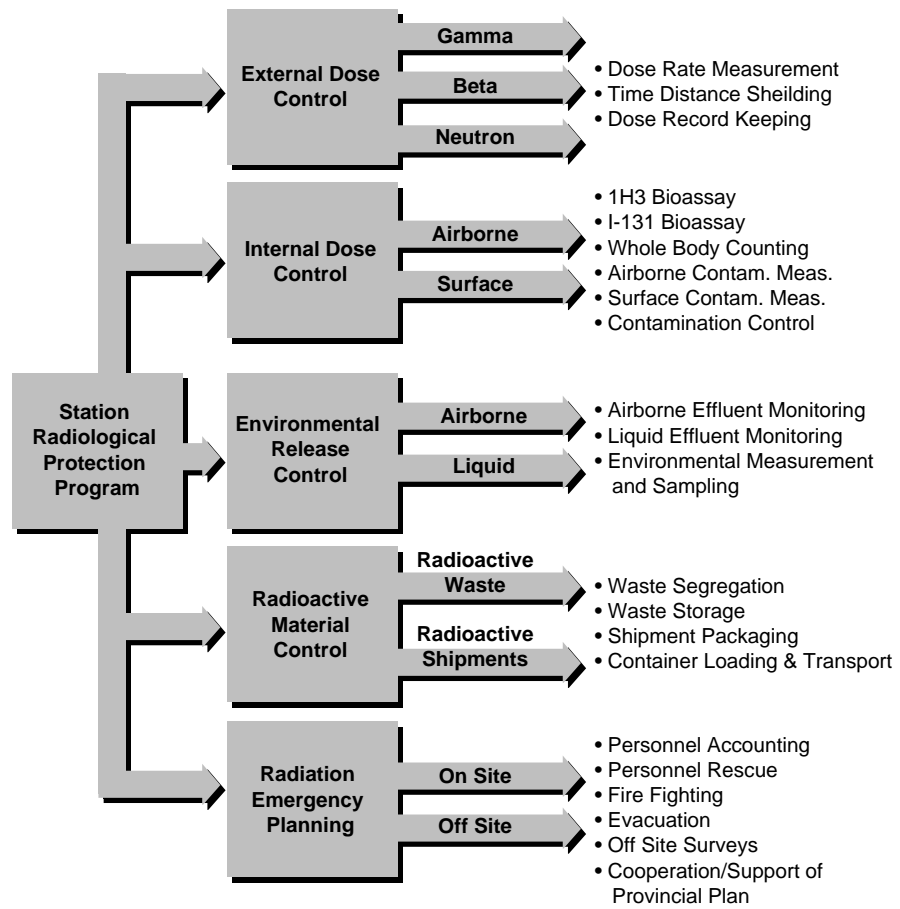 Station
Radiological
Protection
Program
External Dose
Control
Gamma
Beta
Neutron
• Dose Rate Measurement
• Time Distance Sheilding
• Dose Record Keeping
Internal Dose
Control
Airborne
Surface
• 1H3 Bioassay
• I-131 Bioassay
• Whole Body Counting
• Airborne Contam. Meas.
• Surface Contam. Meas.
• Contamination Control
Environmental
Release
Control
Airborne
Liquid
• Airborne Effluent Monitoring
• Liquid Effluent Monitoring
• Environmental Measurement
and Sampling
Radioactive
Material
Control
Radioactive
Waste
Radioactive
Shipments
• Waste Segregation
• Waste Storage
• Shipment Packaging
• Container Loading & Transport
Radiation
Emergency
Planning
On Site
Off Site
• Personnel Accounting
• Personnel Rescue
• Fire Fighting
• Evacuation
• Off Site Surveys
• Cooperation/Support of
Provincial Plan